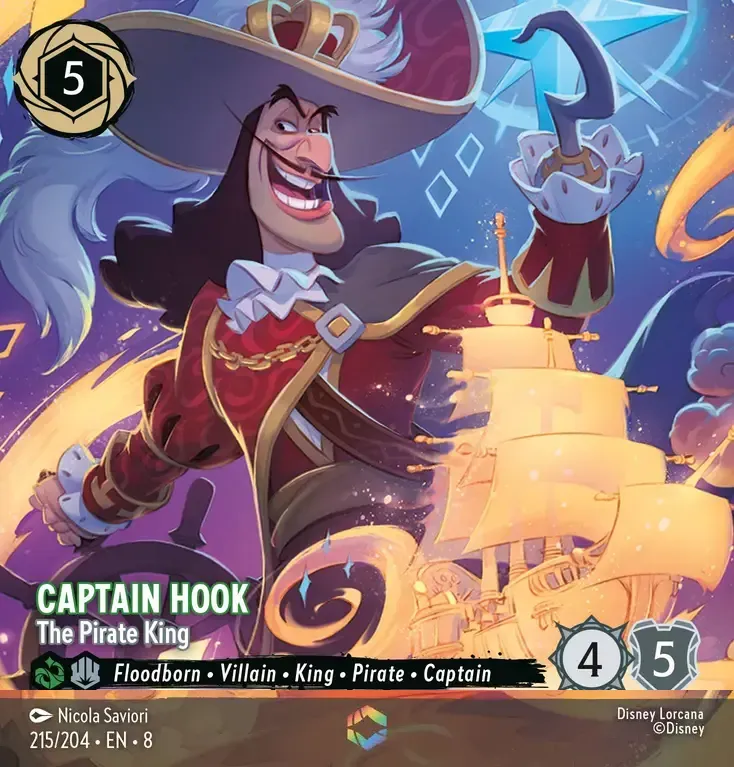 5
CAPTAIN HOOK
The Pirate King
Floodborn • Villain • King • Pirate • Captain
4 5
Nicola Saviori
Disney Lorcana
215/204 • EN • 8
©Disney